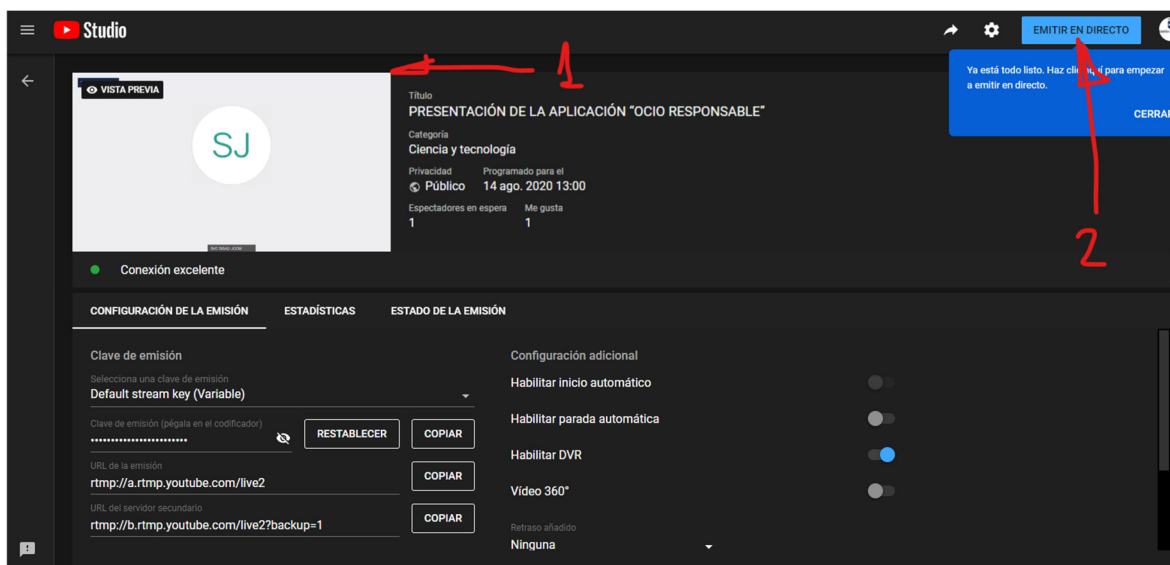 Studio
EMITIR EN DIRECTO
1
Ya está todo listo. Haz clic aquí para empezar
a emitir en directo.
CERRAR
2
VISTA PREVIA
SJ
Título
PRESENTACIÓN DE LA APLICACIÓN “OCIO RESPONSABLE”
Categoría
Ciencia y tecnología
Privacidad Programado para el
Público 14 ago. 2020 13:00
Espectadores en espera Me gusta
1 1
Conexión excelente
CONFIGURACIÓN DE LA EMISIÓN ESTADÍSTICAS ESTADO DE LA EMISIÓN
Clave de emisión
Selecciona una clave de emisión
Default stream key (Variable)
Clave de emisión (pégala en el codificador)
•••••••••••••••••••••••• RESTABLECER COPIAR
URL de la emisión
rtmp://a.rtmp.youtube.com/live2 COPIAR
URL del servidor secundario
rtmp://b.rtmp.youtube.com/live2?backup=1 COPIAR
Configuración adicional
Habilitar inicio automático
Habilitar parada automática
Habilitar DVR
Vídeo 360°
Retraso añadido
Ninguna